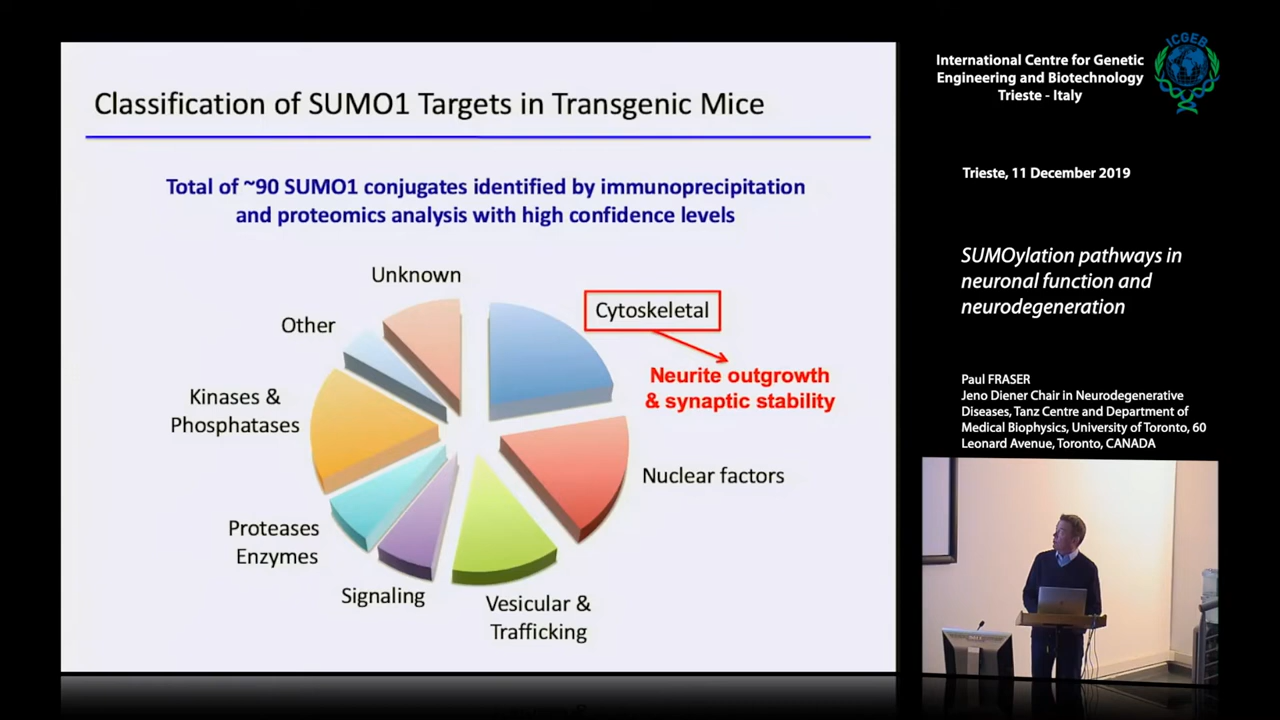 Classification of SUMO1 Targets in Transgenic Mice
Total of ~90 SUMO1 conjugates identified by immunoprecipitation
and proteomics analysis with high confidence levels
Unknown
Other
Kinases &
Phosphatases
Proteases
Enzymes
Signaling
Vesicular &
Trafficking
Nuclear factors
Cytoskeletal
Neurite outgrowth
& synaptic stability
International Centre for Genetic
Engineering and Biotechnology
Trieste - Italy
ICGEB
Trieste, 11 December 2019
SUMOylation pathways in
neuronal function and
neurodegeneration
Paul FRASER
Jeno Diener Chair in Neurodegenerative
Diseases, Tanz Centre and Department of
Medical Biophysics, University of Toronto, 60
Leonard Avenue, Toronto, CANADA